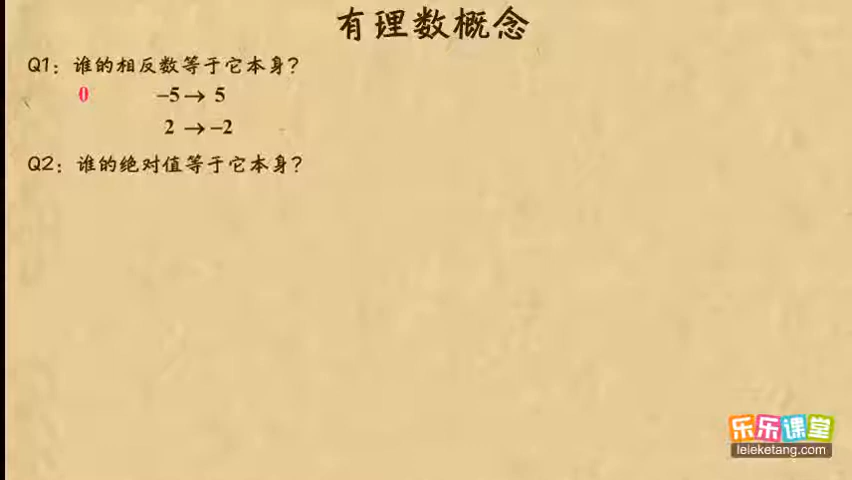 有理数概念
Q1：谁的相反数等于它本身？
0 −5→ 5
2 →−2
Q2：谁的绝对值等于它本身？
乐乐课堂
leleketang.com